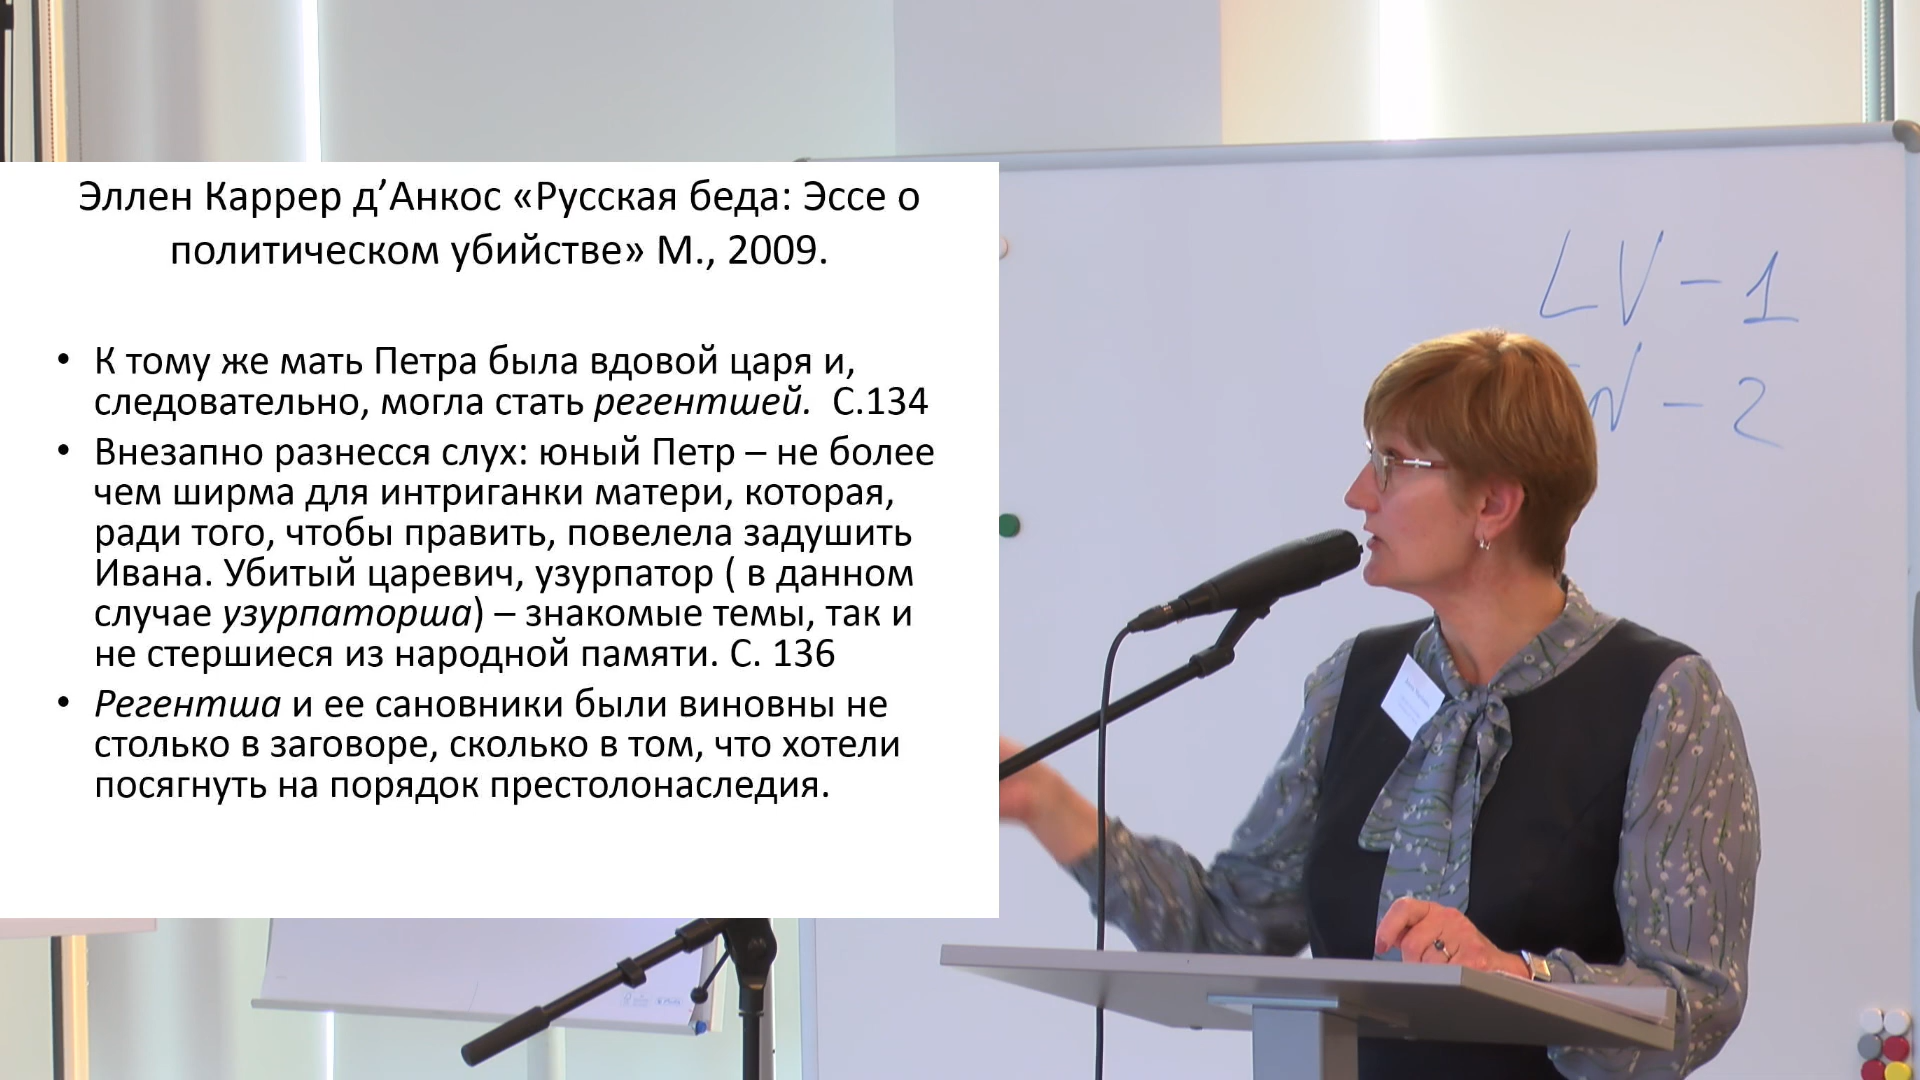 Эллен Каррер д’Анкос «Русская беда: Эссе о
политическом убийстве» М., 2009.
• К тому же мать Петра была вдовой царя и,
следовательно, могла стать регентшей. С.134
• Внезапно разнесся слух: юный Петр – не более
чем ширма для интриганки матери, которая,
ради того, чтобы править, повелела задушить
Ивана. Убитый царевич, узурпатор ( в данном
случае узурпаторша) – знакомые темы, так и
не стершиеся из народной памяти. С. 136
• Регентша и ее сановники были виновны не
столько в заговоре, сколько в том, что хотели
посягнуть на порядок престолонаследия.
LV – 1
– 2